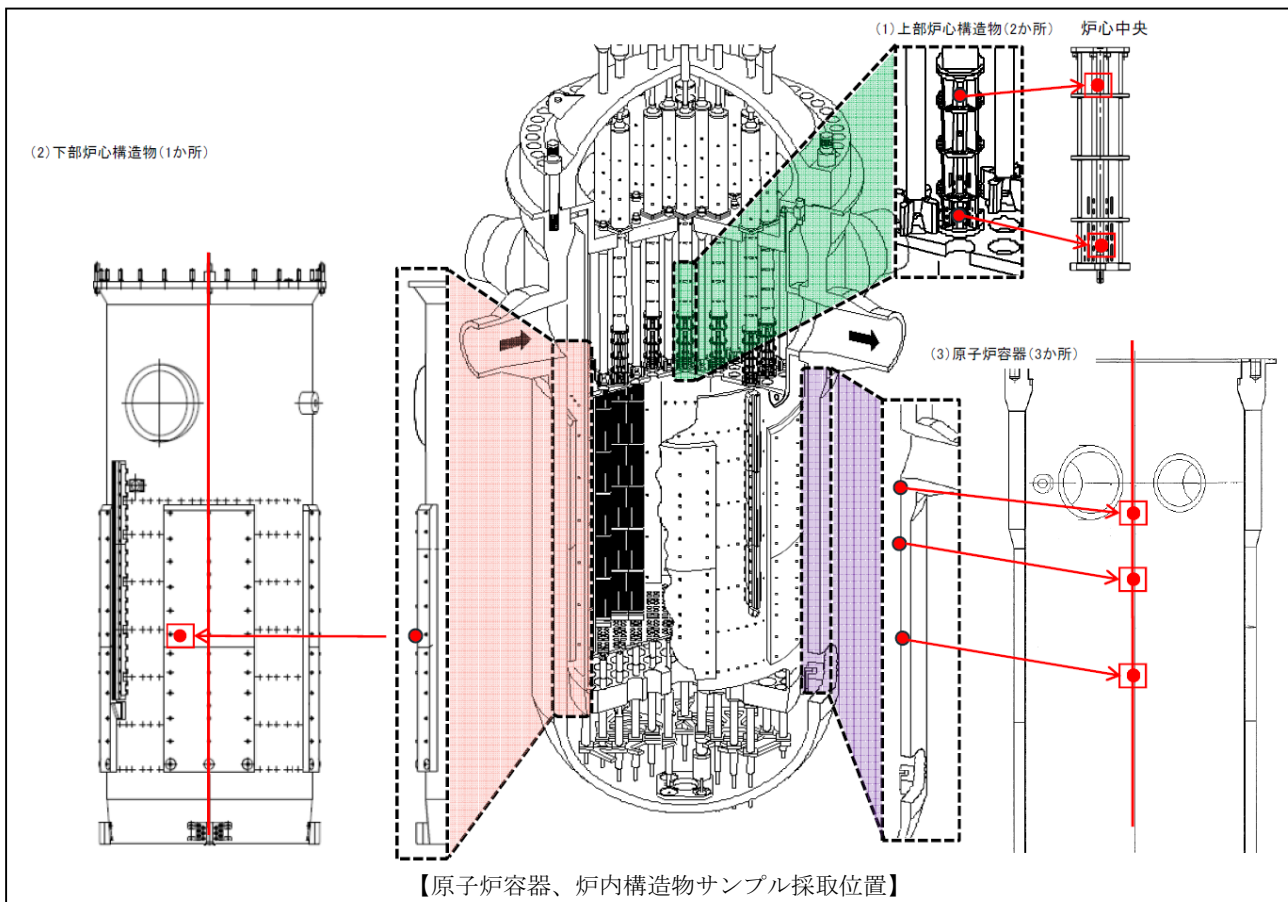 (1)上部炉心構造物(2か所)
炉心中央
(2)下部炉心構造物(1か所)
(3)原子炉容器(3か所)
【原子炉容器、炉内構造物サンプル採取位置】